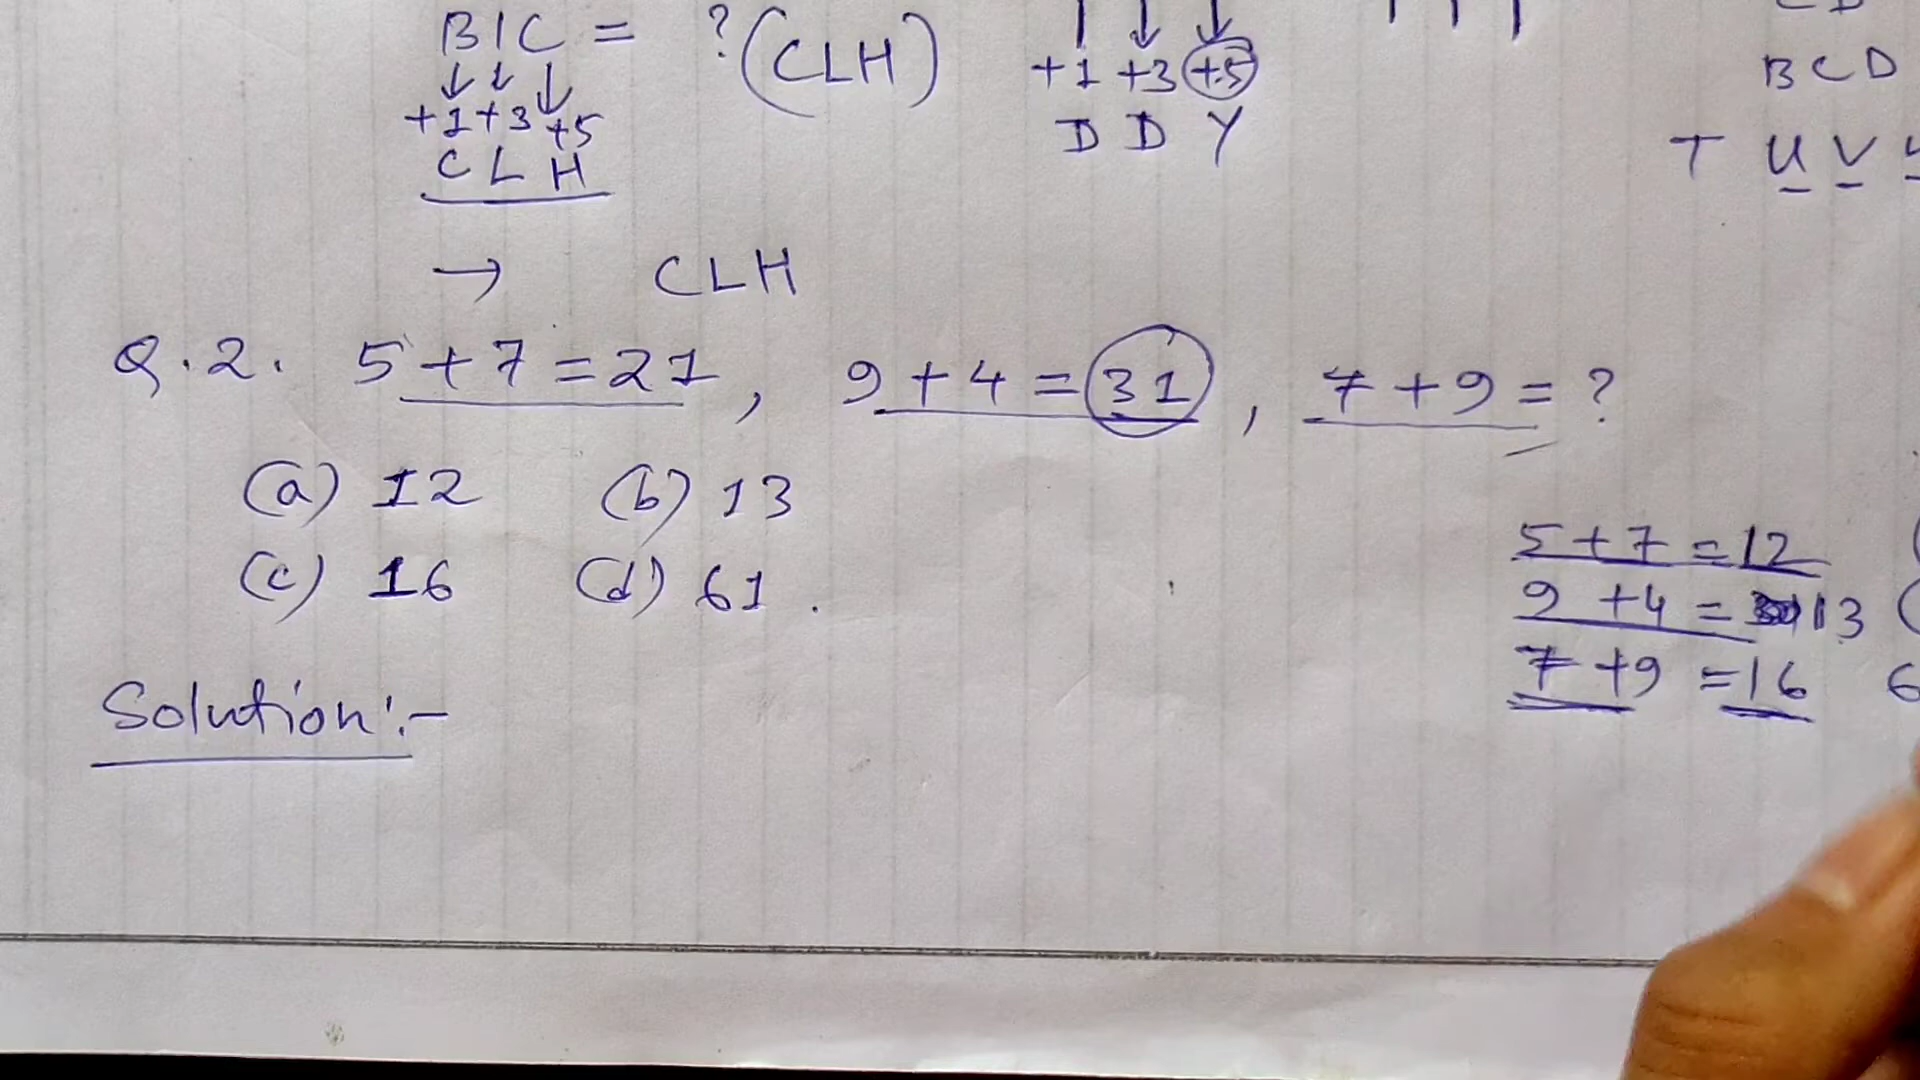 BIC = ? (CLH)
+1 +3 +5
C L H
+1 +3 +5
D D Y
BCD
T U V
→ CLH
Q.2. 5+7=21, 9+4=31, 7+9=?
(a) 12 (b) 13
(c) 16 (d) 61.
5+7=12
9+4=13
7+9=16 6
Solution:-